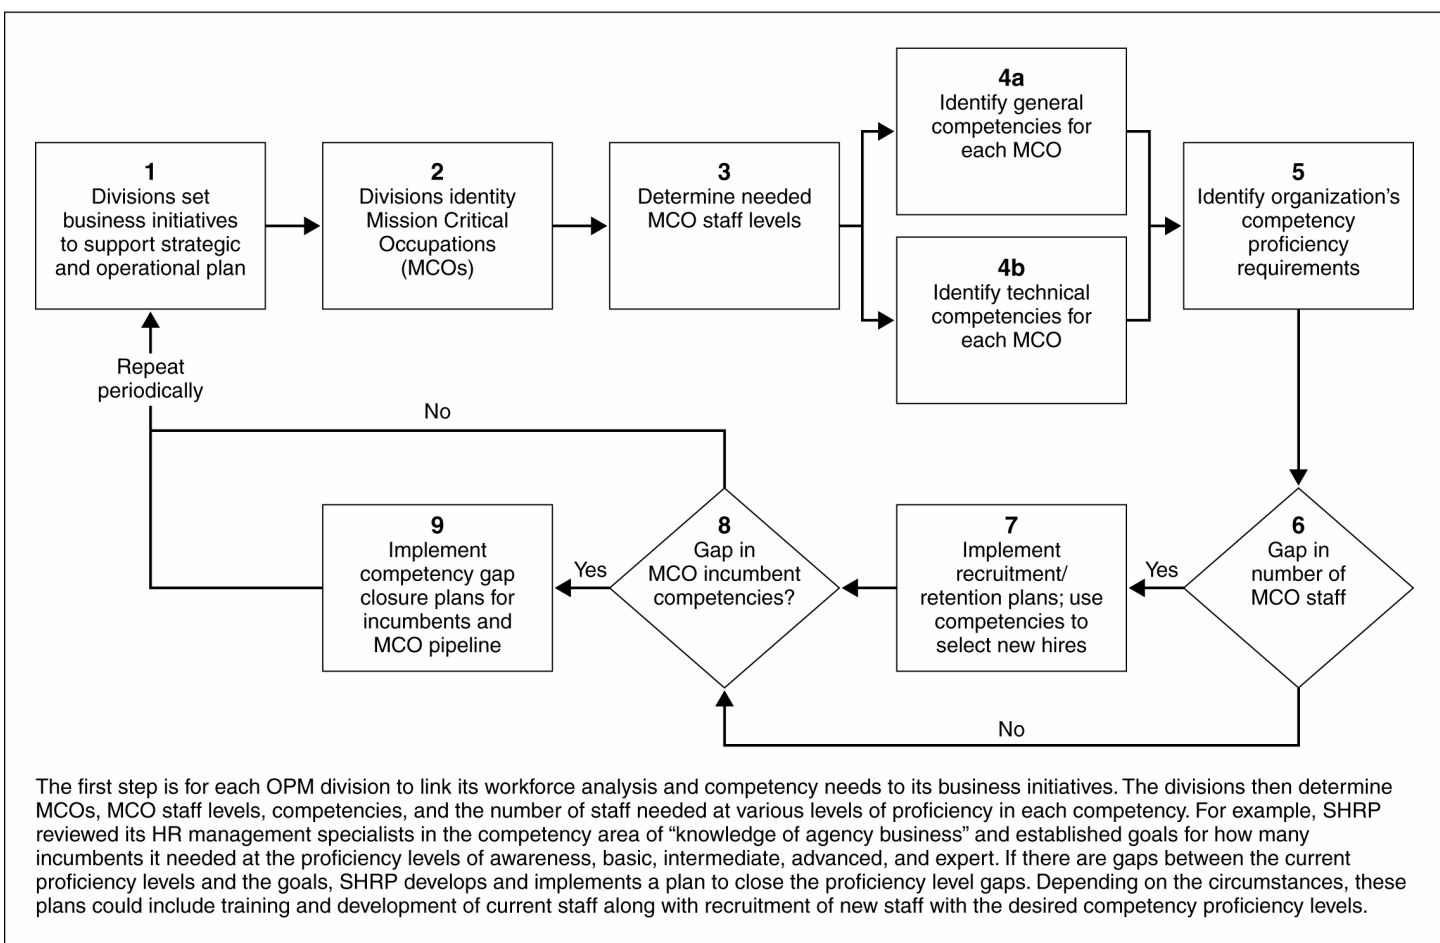 1
Divisions set
business initiatives
to support strategic
and operational plan
2
Divisions identity
Mission Critical
Occupations
(MCOs)
3
Determine needed
MCO staff levels
4a
Identify general
competencies for
each MCO
4b
Identify technical
competencies for
each MCO
5
Identify organization's
competency
proficiency
requirements
6
Gap in
number of
MCO staff
Yes
No
7
Implement
recruitment/
retention plans; use
competencies to
select new hires
8
Gap in
MCO incumbent
competencies?
Yes
No
9
Implement
competency gap
closure plans for
incumbents and
MCO pipeline
Repeat
periodically
The first step is for each OPM division to link its workforce analysis and competency needs to its business initiatives. The divisions then determine
MCOs, MCO staff levels, competencies, and the number of staff needed at various levels of proficiency in each competency. For example, SHRP
reviewed its HR management specialists in the competency area of “knowledge of agency business” and established goals for how many
incumbents it needed at the proficiency levels of awareness, basic, intermediate, advanced, and expert. If there are gaps between the current
proficiency levels and the goals, SHRP develops and implements a plan to close the proficiency level gaps. Depending on the circumstances, these
plans could include training and development of current staff along with recruitment of new staff with the desired competency proficiency levels.